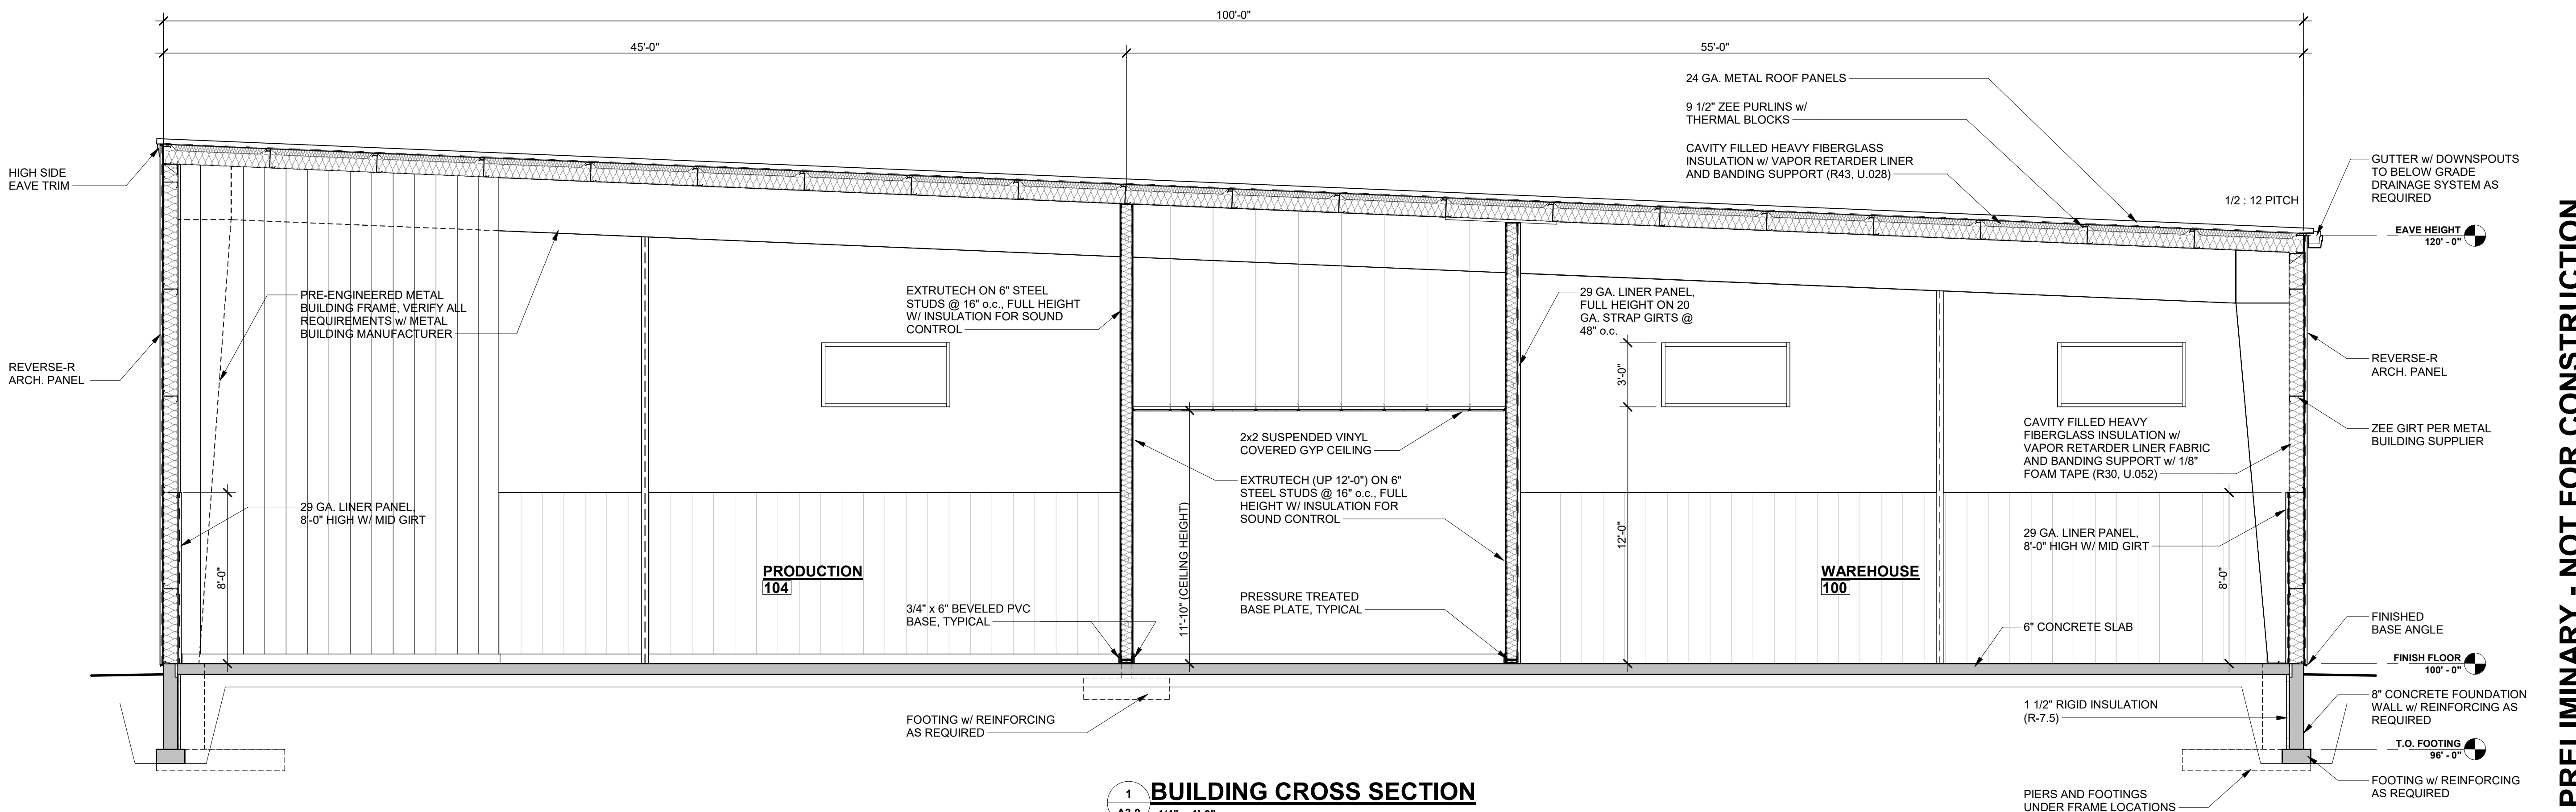 100'-0"
45'-0"
55'-0"
24 GA. METAL ROOF PANELS
9 1/2" ZEE PURLINS w/
THERMAL BLOCKS
CAVITY FILLED HEAVY FIBERGLASS
INSULATION w/ VAPOR RETARDER LINER
AND BANDING SUPPORT (R43, U.028)
HIGH SIDE
EAVE TRIM
GUTTER w/ DOWNSPOUTS
TO BELOW GRADE
DRAINAGE SYSTEM AS
REQUIRED
1/2 : 12 PITCH
EAVE HEIGHT
120' - 0"
PRE-ENGINEERED METAL
BUILDING FRAME, VERIFY ALL
REQUIREMENTS w/ METAL
BUILDING MANUFACTURER
EXTRUTECH ON 6" STEEL
STUDS @ 16" o.c., FULL HEIGHT
W/ INSULATION FOR SOUND
CONTROL
29 GA. LINER PANEL,
FULL HEIGHT ON 20
GA. STRAP GIRTS @
48" o.c.
3'-0"
REVERSE-R
ARCH. PANEL
REVERSE-R
ARCH. PANEL
2x2 SUSPENDED VINYL
COVERED GYP CEILING
CAVITY FILLED HEAVY
FIBERGLASS INSULATION w/
VAPOR RETARDER LINER FABRIC
AND BANDING SUPPORT w/ 1/8"
FOAM TAPE (R30, U.052)
ZEE GIRT PER METAL
BUILDING SUPPLIER
EXTRUTECH (UP 12'-0") ON 6"
STEEL STUDS @ 16" o.c., FULL
HEIGHT W/ INSULATION FOR
SOUND CONTROL
29 GA. LINER PANEL,
8'-0" HIGH W/ MID GIRT
8'-0"
11'-10" (CEILING HEIGHT)
12'-0"
29 GA. LINER PANEL,
8'-0" HIGH W/ MID GIRT
8'-0"
PRODUCTION
104
WAREHOUSE
100
3/4" x 6" BEVELED PVC
BASE, TYPICAL
PRESSURE TREATED
BASE PLATE, TYPICAL
6" CONCRETE SLAB
FINISHED
BASE ANGLE
FINISH FLOOR
100' - 0"
8" CONCRETE FOUNDATION
WALL w/ REINFORCING AS
REQUIRED
1 1/2" RIGID INSULATION
(R-7.5)
FOOTING w/ REINFORCING
AS REQUIRED
T.O. FOOTING
96' - 0"
FOOTING w/ REINFORCING
AS REQUIRED
PIERS AND FOOTINGS
UNDER FRAME LOCATIONS
1
BUILDING CROSS SECTION
PRELIMINARY - NOT FOR CONSTRUCTION